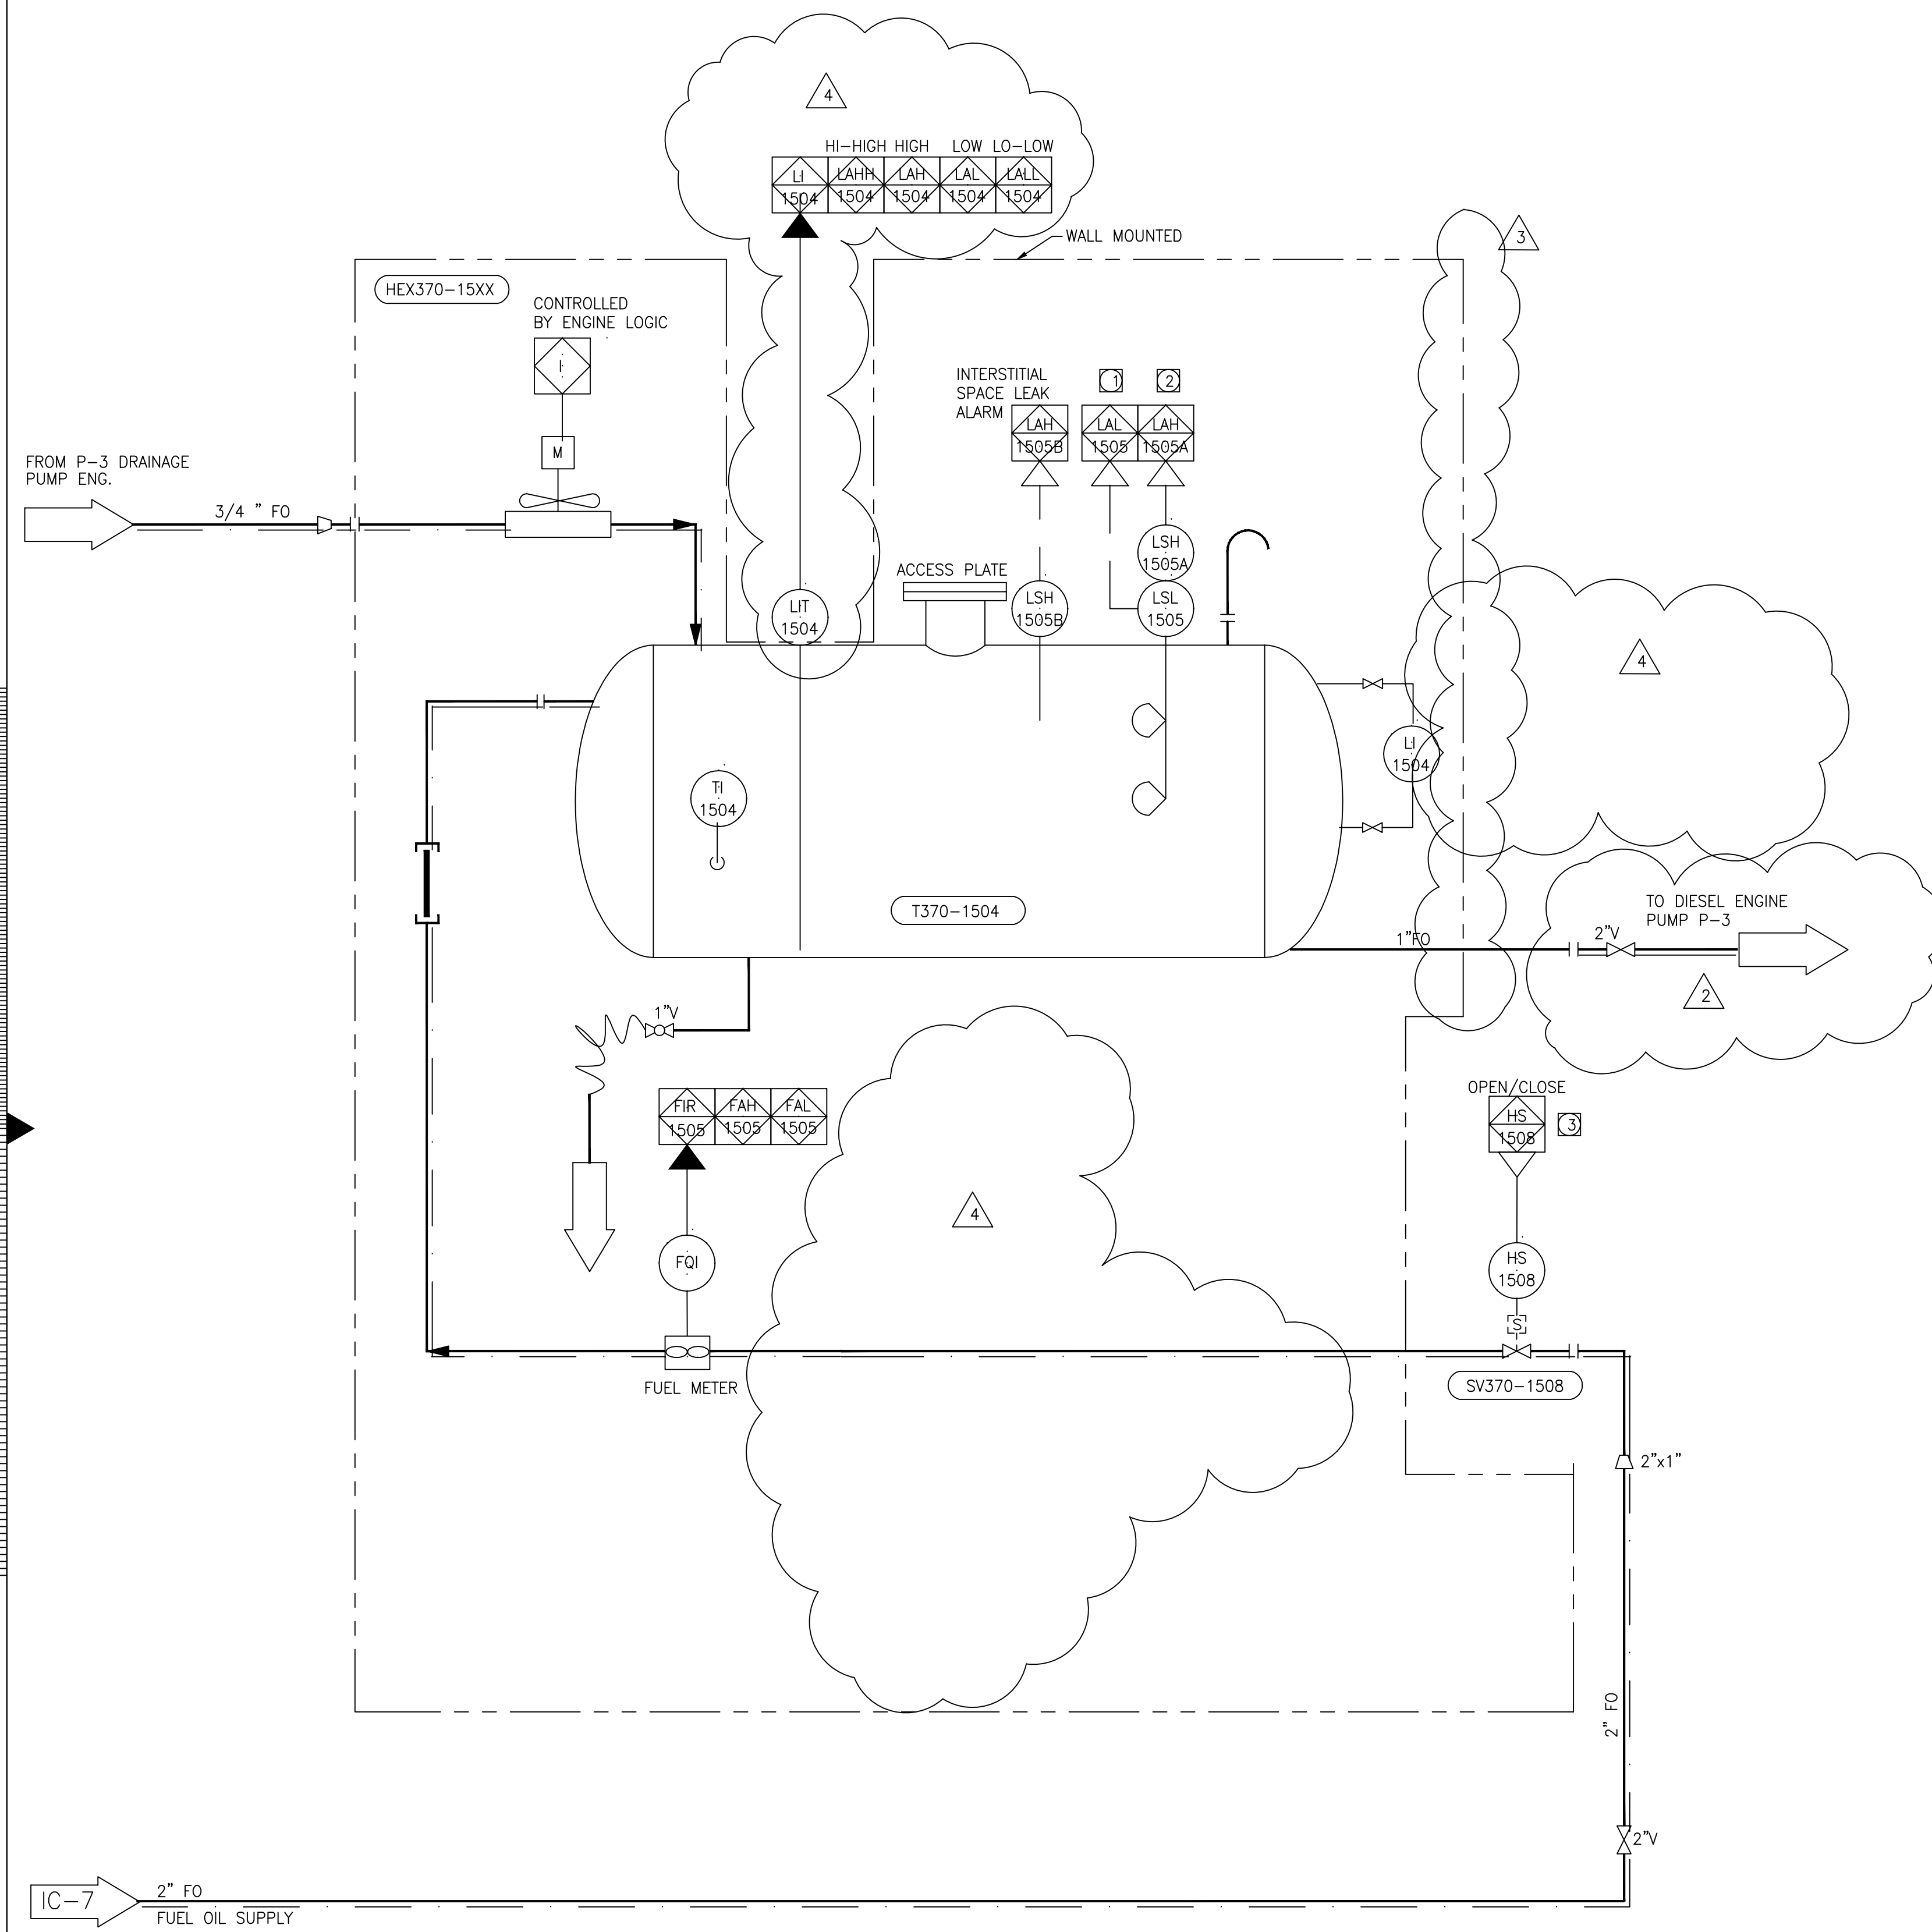 4
HI-HIGH HIGH LOW LO-LOW
LI LAHH LAH LAL LALL
1504 1504 1504 1504 1504
WALL MOUNTED
3
HEX370-15XX
CONTROLLED
BY ENGINE LOGIC
I
M
INTERSTITIAL
SPACE LEAK
ALARM
1 2
LAH LAL LAH
1505B 1505 1505A
FROM P-3 DRAINAGE
PUMP ENG.
3/4 " FO
LSH
1505A
ACCESS PLATE
LIT
1504
LSH
1505B
LSL
1505
4
LI
1504
TI
1504
T370-1504
TO DIESEL ENGINE
PUMP P-3
1"FO
2"V
2
1"V
OPEN/CLOSE
FIR FAH FAL
1505 1505 1505
HS
1508
3
4
FQI
HS
1508
S
FUEL METER
SV370-1508
2"x1"
2" FO
2"V
IC-7
2" FO
FUEL OIL SUPPLY